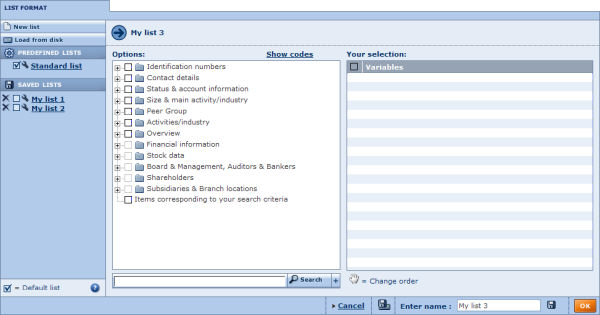 LIST FORMAT
New list
Load from disk
PREDEFINED LISTS
Standard list
SAVED LISTS
My list 1
My list 2
= Default list
?
My list 3
Options:
Show codes
Identification numbers
Contact details
Status & account information
Size & main activity/industry
Peer Group
Activities/industry
Overview
Financial information
Stock data
Board & Management, Auditors & Bankers
Shareholders
Subsidiaries & Branch locations
Items corresponding to your search criteria
Search
+
Your selection:
Variables
= Change order
Cancel
Enter name :
My list 3
OK